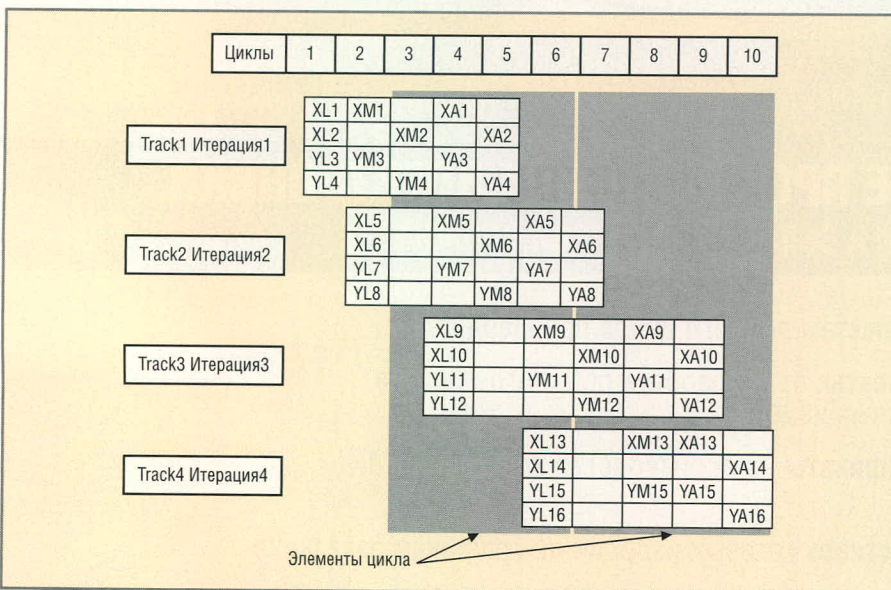 Циклы 1 2 3 4 5 6 7 8 9 10
Track1 Итерация1
XL1 XM1 XA1
XL2 XM2 XA2
YL3 YM3 YA3
YL4 YM4 YA4
Track2 Итерация2
XL5 XM5 XA5
XL6 XM6 XA6
YL7 YM7 YA7
YL8 YM8 YA8
Track3 Итерация3
XL9 XM9 XA9
XL10 XM10 XA10
YL11 YM11 YA11
YL12 YM12 YA12
Track4 Итерация4
XL13 XM13 XA13
XL14 XA14
YL15 YM15 YA15
YL16 YA16
Элементы цикла